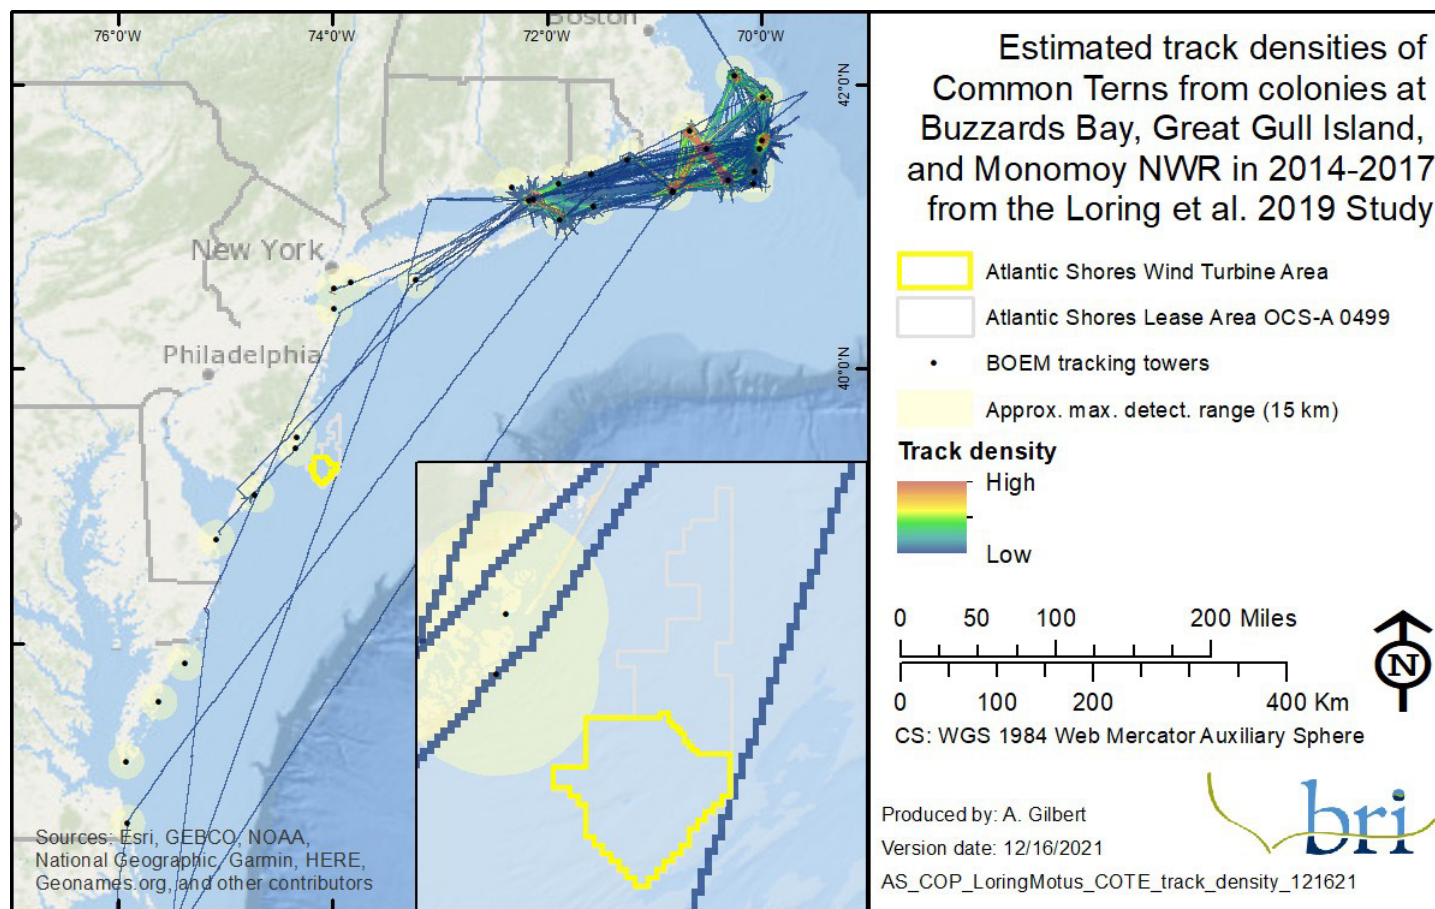 Boston
76°0'W
74°0'W
72°0'W
70°0'W
42°0'N
New York
Philadelphia
40°0'N
Sources: Esri, GEBCO, NOAA,
National Geographic, Garmin, HERE,
Geonames.org, and other contributors
Estimated track densities of
Common Terns from colonies at
Buzzards Bay, Great Gull Island,
and Monomoy NWR in 2014-2017
from the Loring et al. 2019 Study
Atlantic Shores Wind Turbine Area
Atlantic Shores Lease Area OCS-A 0499
BOEM tracking towers
Approx. max. detect. range (15 km)
Track density
High
Low
0 50 100 200 Miles
0 100 200 400 Km
N
CS: WGS 1984 Web Mercator Auxiliary Sphere
Produced by: A. Gilbert
Version date: 12/16/2021
AS_COP_LoringMotus_COTE_track_density_121621
bri